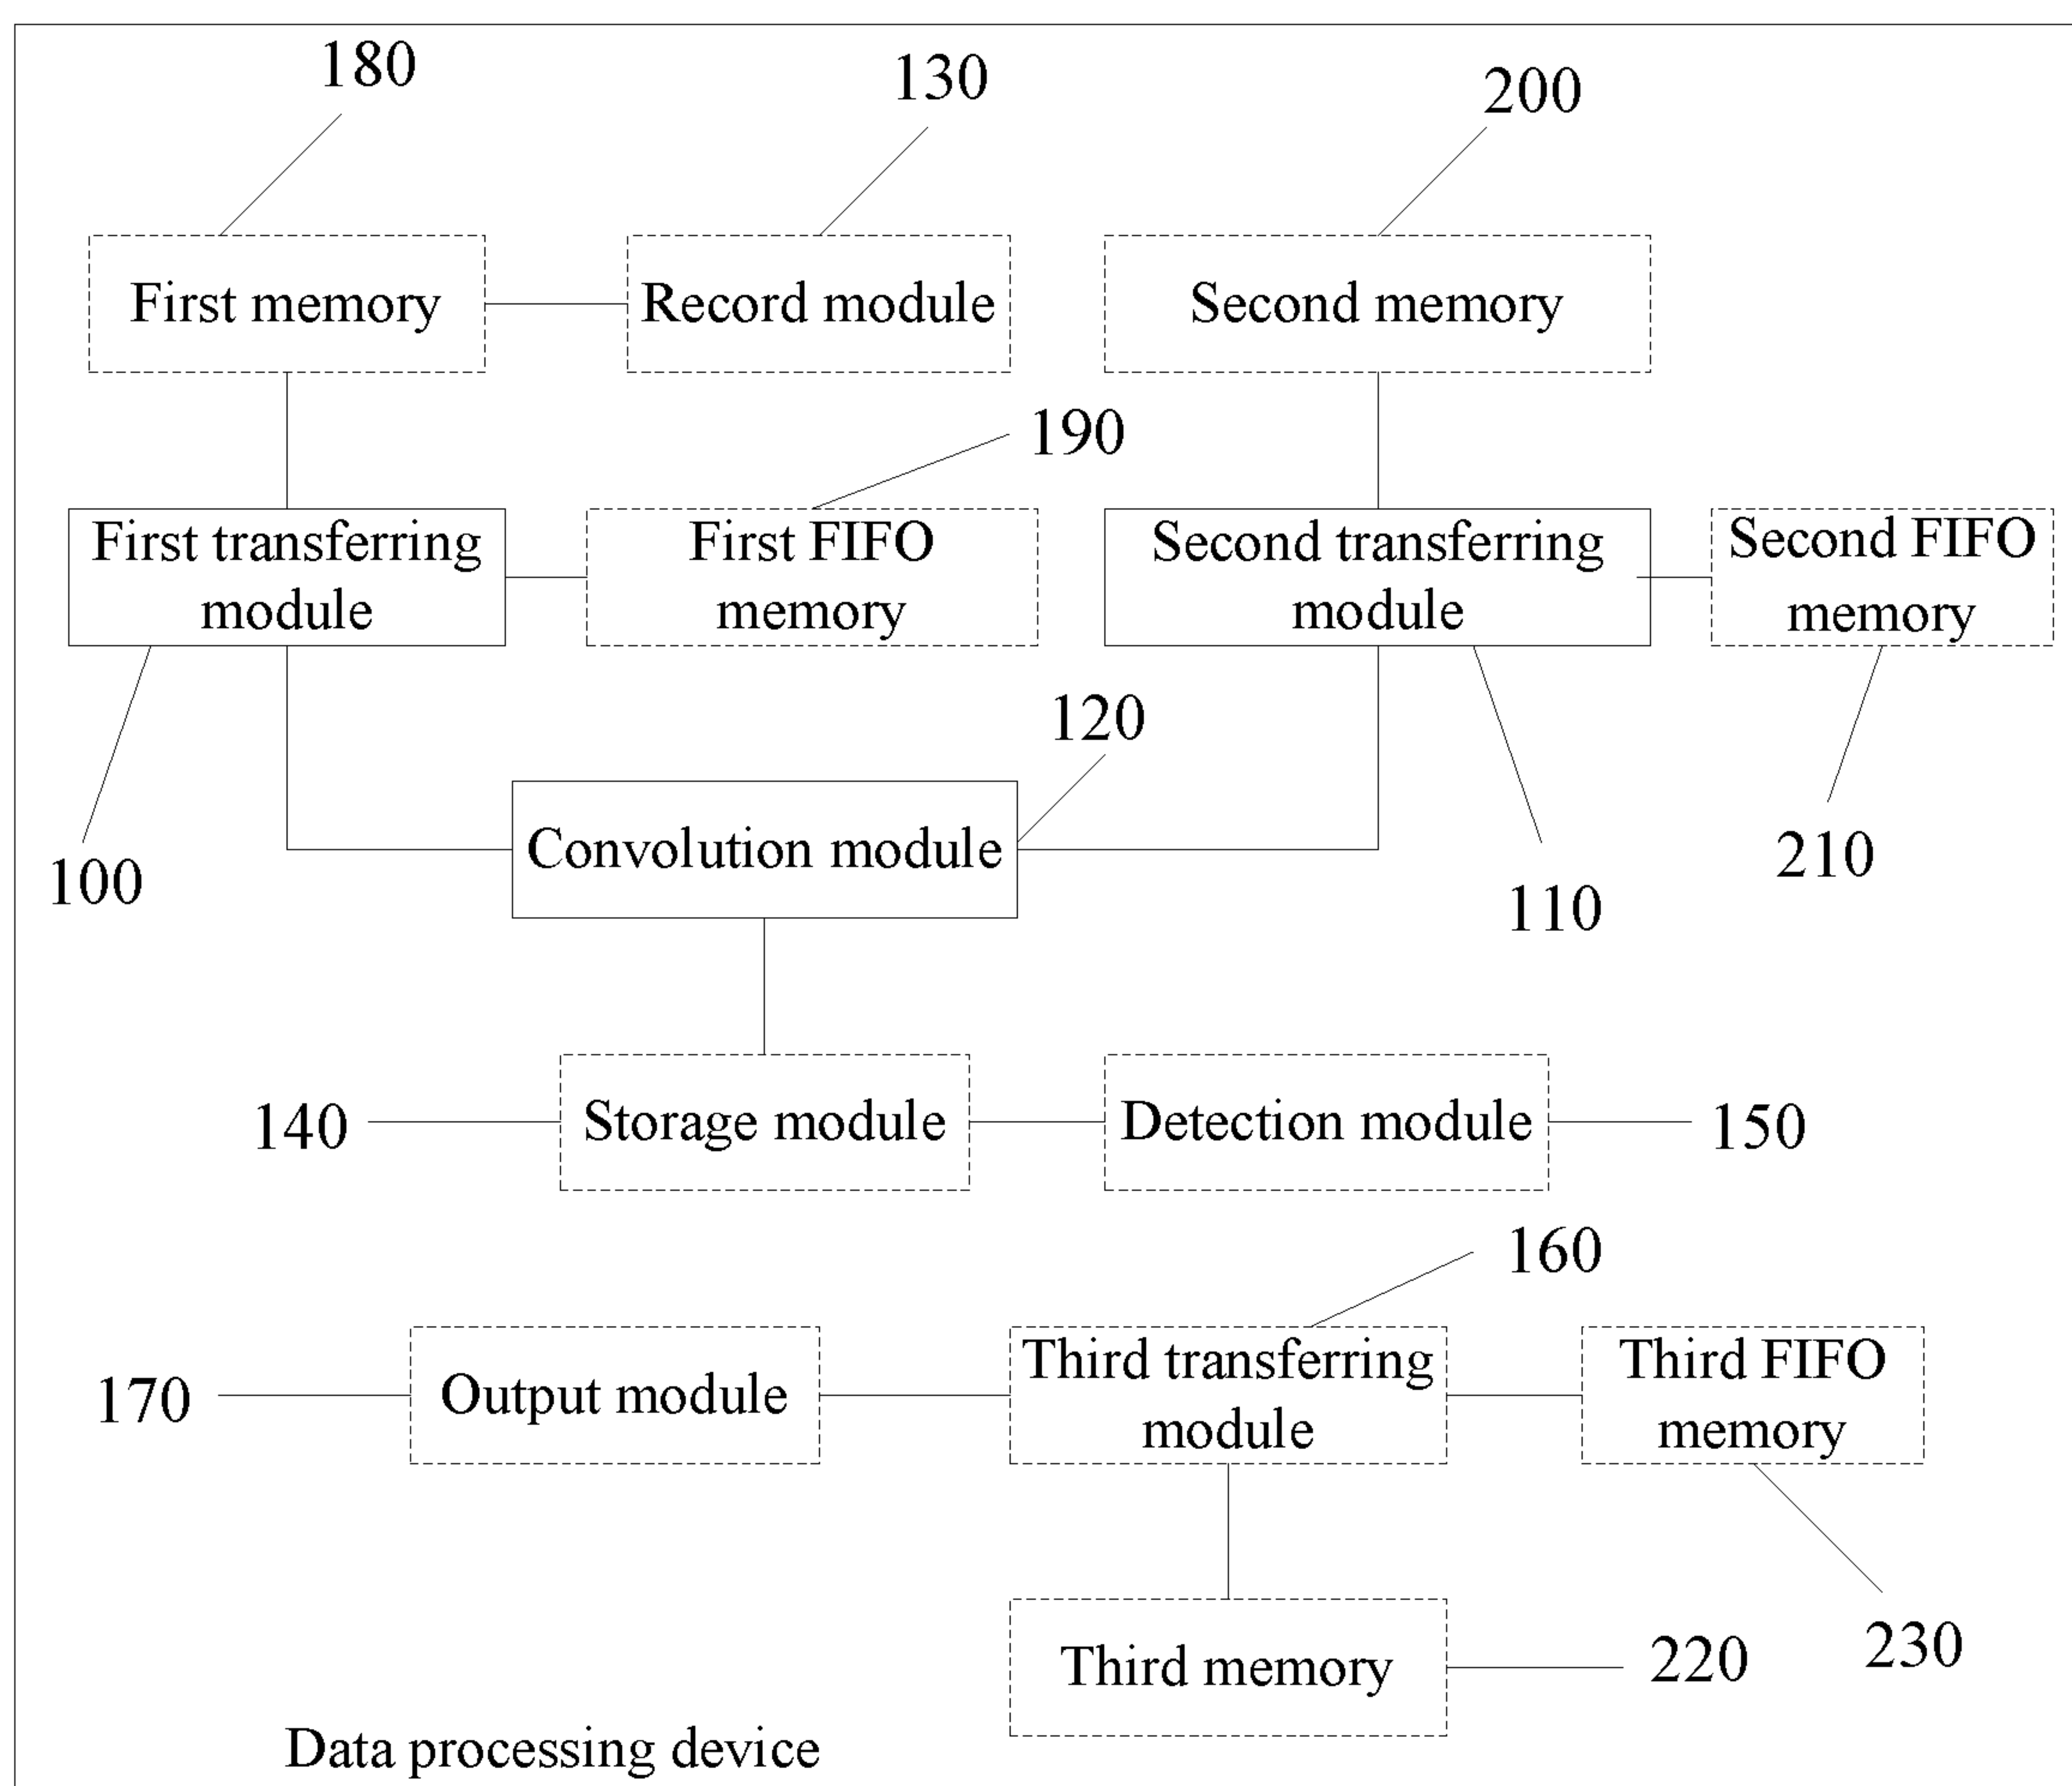 180
130
200
First memory
Record module
Second memory
190
First transferring
module
First FIFO
memory
Second transferring
module
Second FIFO
memory
120
100
Convolution module
110
210
140
Storage module
Detection module
150
160
170
Output module
Third transferring
module
Third FIFO
memory
Third memory
220
230
Data processing device